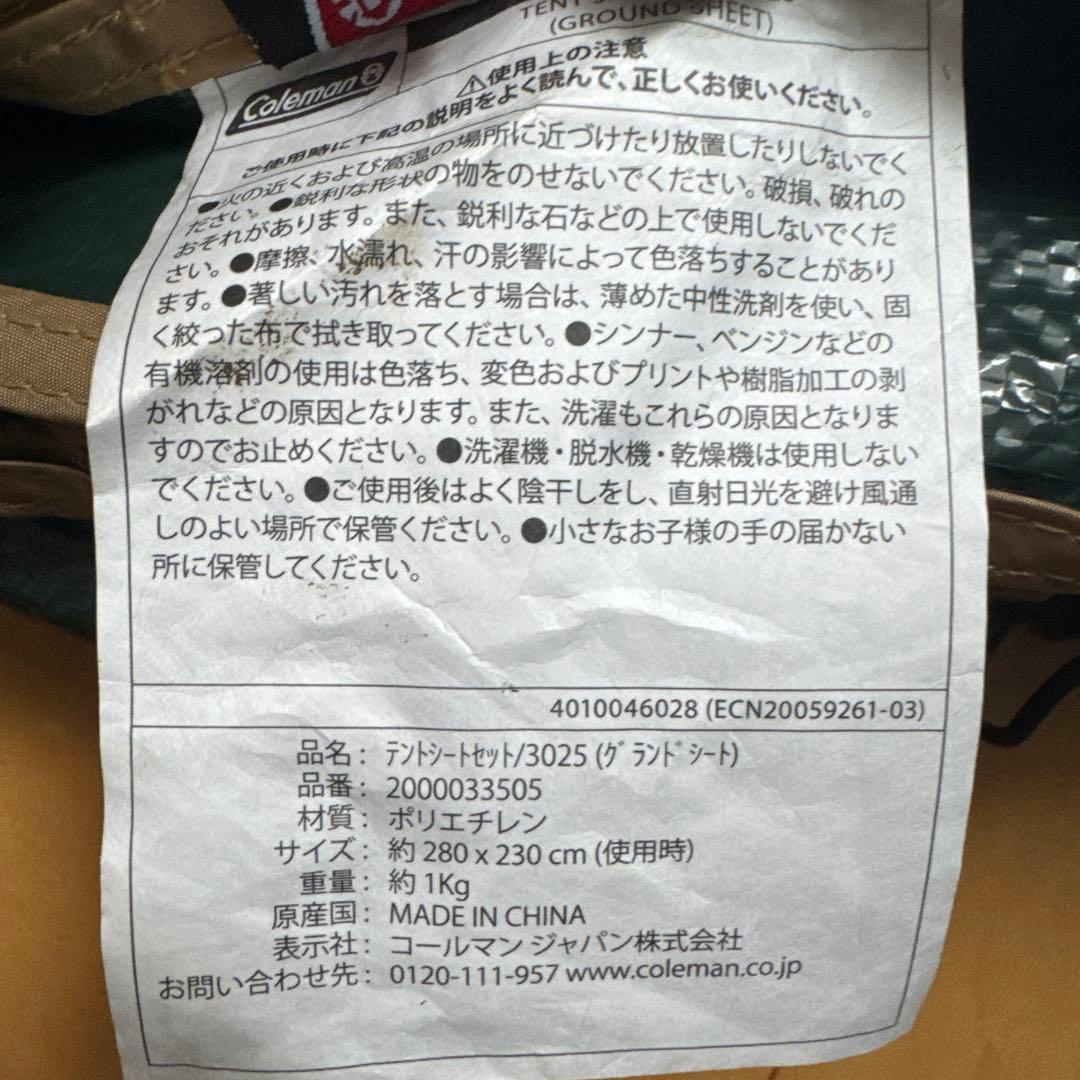 TENT
(GROUND SHEET)
Coleman
⚠使用上の注意
ご使用時に下記の説明をよく読んで、正しくお使いください。
●火の近くおよび高温の場所に近づけたり放置したりしないでく
ださい。●鋭利な形状の物をのせないでください。破損、破れの
おそれがあります。また、鋭利な石などの上で使用しないでくだ
さい。●摩擦、水濡れ、汗の影響によって色落ちすることがあり
ます。●著しい汚れを落とす場合は、薄めた中性洗剤を使い、固
く絞った布で拭き取ってください。●シンナー、ベンジンなどの
有機溶剤の使用は色落ち、変色およびプリントや樹脂加工の剥
がれなどの原因となります。また、洗濯もこれらの原因となりま
すのでお止めください。●洗濯機・脱水機・乾燥機は使用しない
でください。●ご使用後はよく陰干しをし、直射日光を避け風通
しのよい場所で保管ください。●小さなお子様の手の届かない
所に保管してください。
4010046028 (ECN20059261-03)
品名: ﾃﾝﾄｼｰﾄｾｯﾄ/3025 (ｸﾞﾗﾝﾄﾞｼｰﾄ)
品番: 2000033505
材質: ポリエチレン
サイズ: 約 280 x 230 cm (使用時)
重量: 約 1Kg
原産国: MADE IN CHINA
表示社: コールマン ジャパン株式会社
お問い合わせ先: 0120-111-957 www.coleman.co.jp